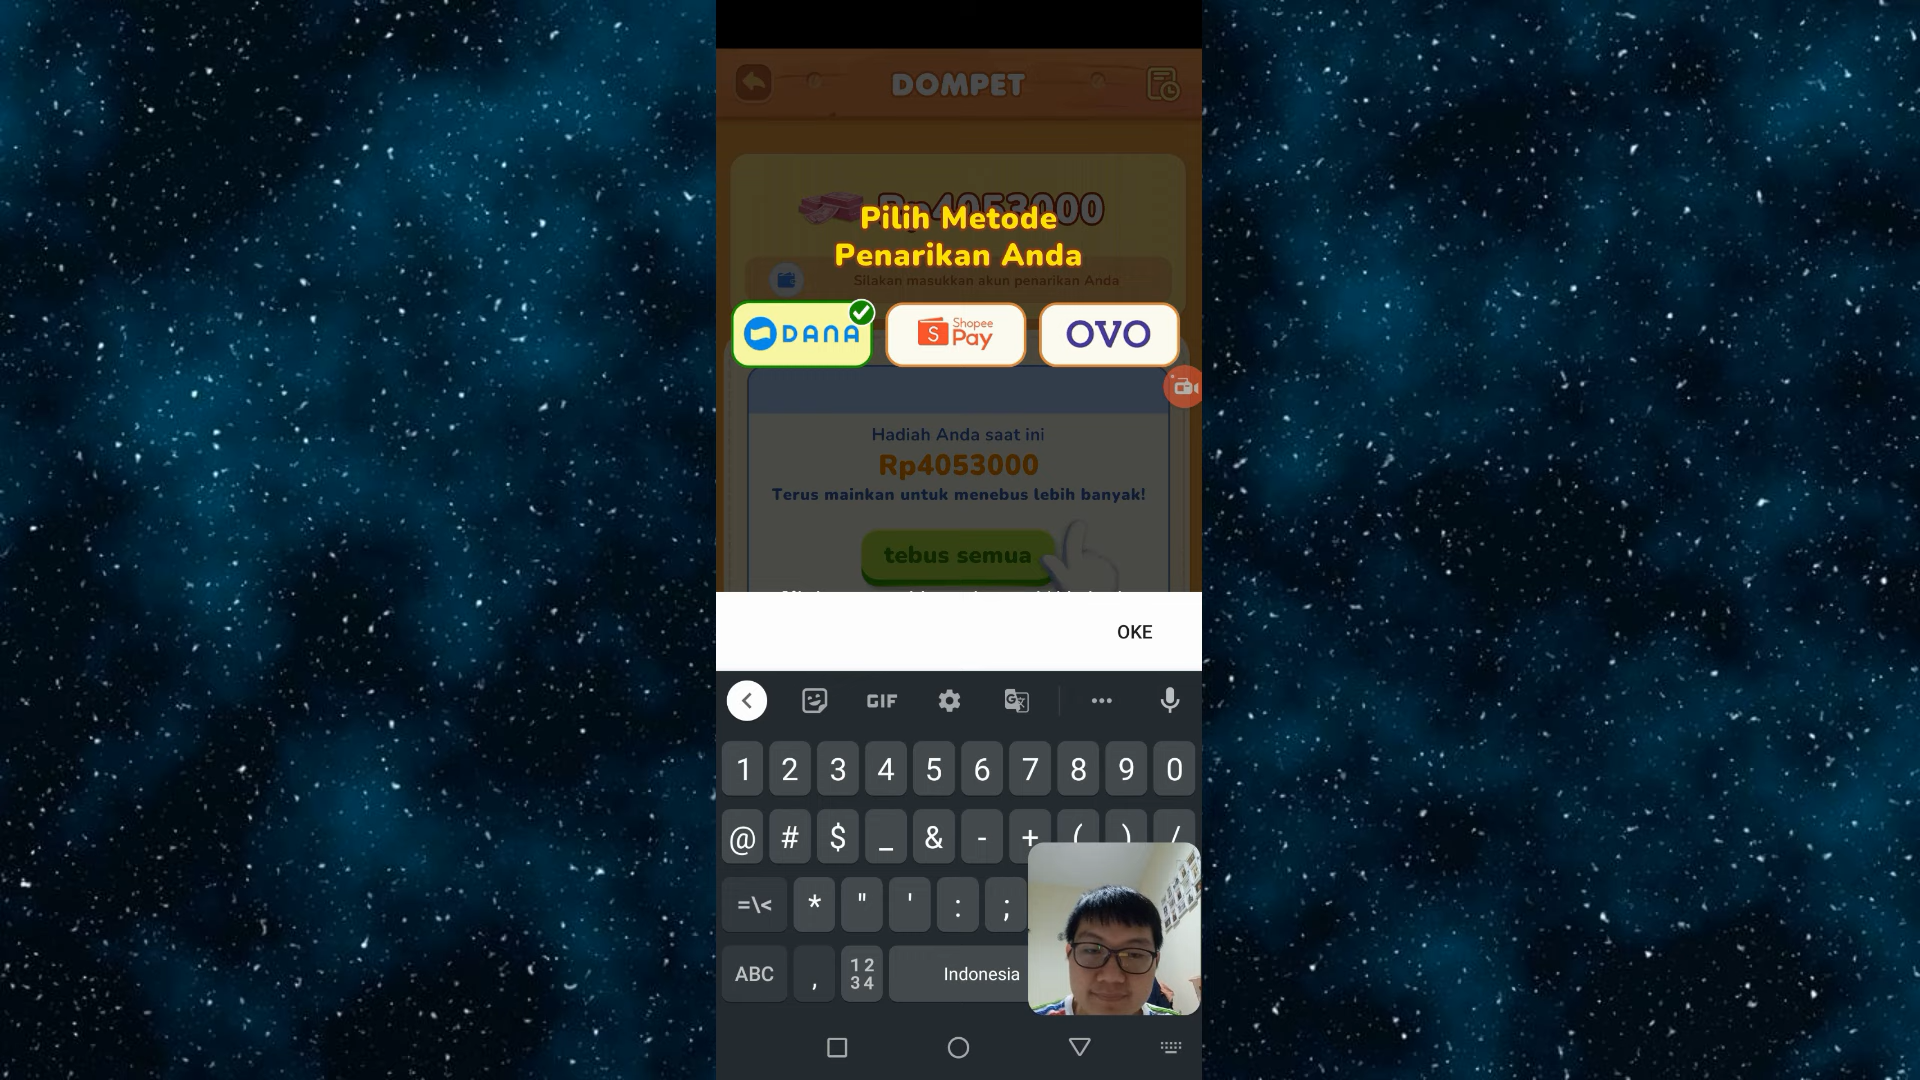 DOMPET
Rp4053000
Pilih Metode
Penarikan Anda
Silakan masukkan akun penarikan Anda
DANA
S Shopee Pay
OVO
Hadiah Anda saat ini
Rp4053000
Terus mainkan untuk menebus lebih banyak!
tebus semua
OKE
GIF
1 2 3 4 5 6 7 8 9 0
@ # $ _ & - + ( ) /
=\< * " ' : ;
ABC , 1234 Indonesia